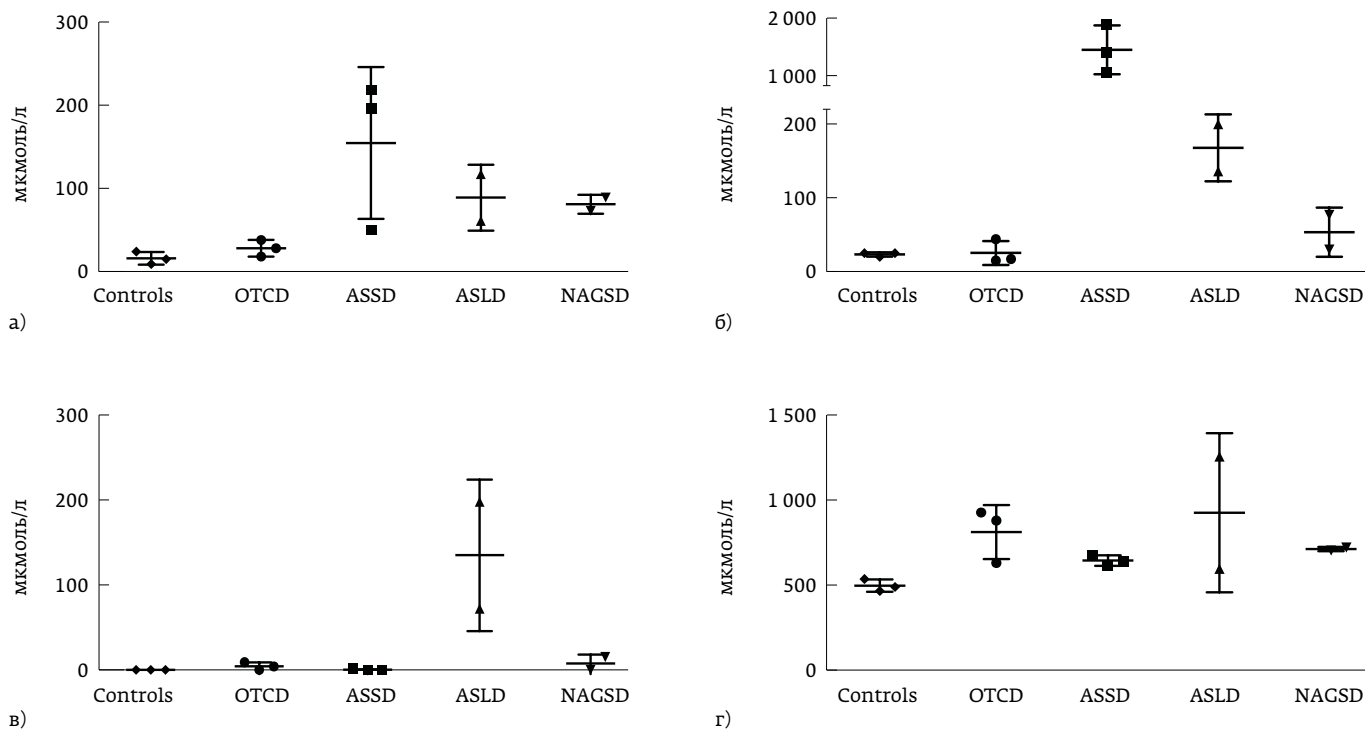 300
200
100
0
мкмоль/л
Controls OTCD ASSD ASLD NAGSD
а)
2 000
1 000
200
100
0
мкмоль/л
Controls OTCD ASSD ASLD NAGSD
б)
300
200
100
0
мкмоль/л
Controls OTCD ASSD ASLD NAGSD
в)
1 500
1 000
500
0
мкмоль/л
Controls OTCD ASSD ASLD NAGSD
г)